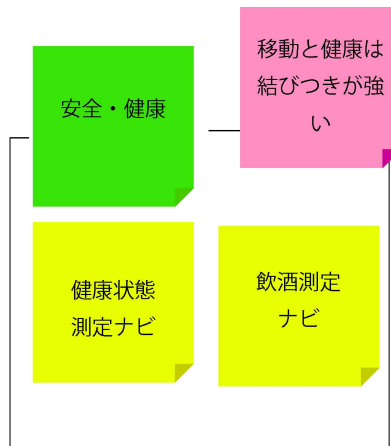 安全・健康
移動と健康は
結びつきが強
い
健康状態
測定ナビ
飲酒測定
ナビ